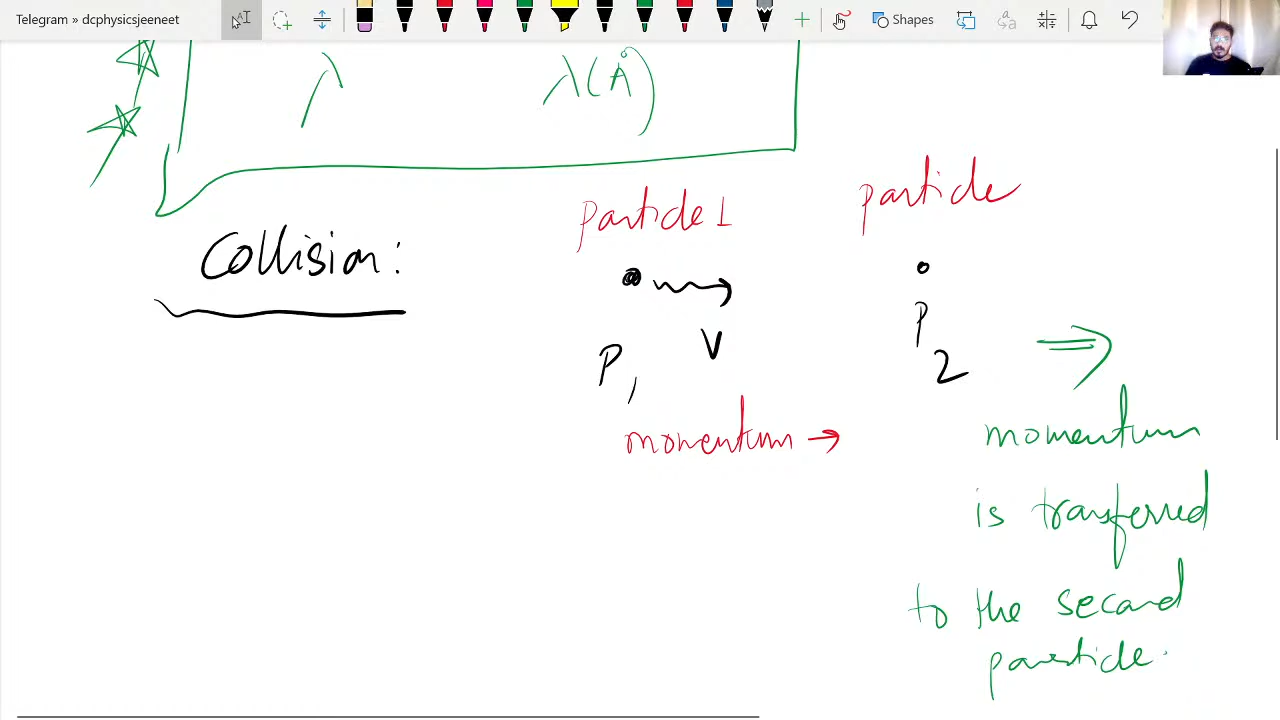 Telegram » dcphysicsjeeneet
Shapes
λ λ(Å)
particle 1 particle
Collision:
P1 V
P2
⇒
momentum →
momentum
is transferred
to the second
particle.